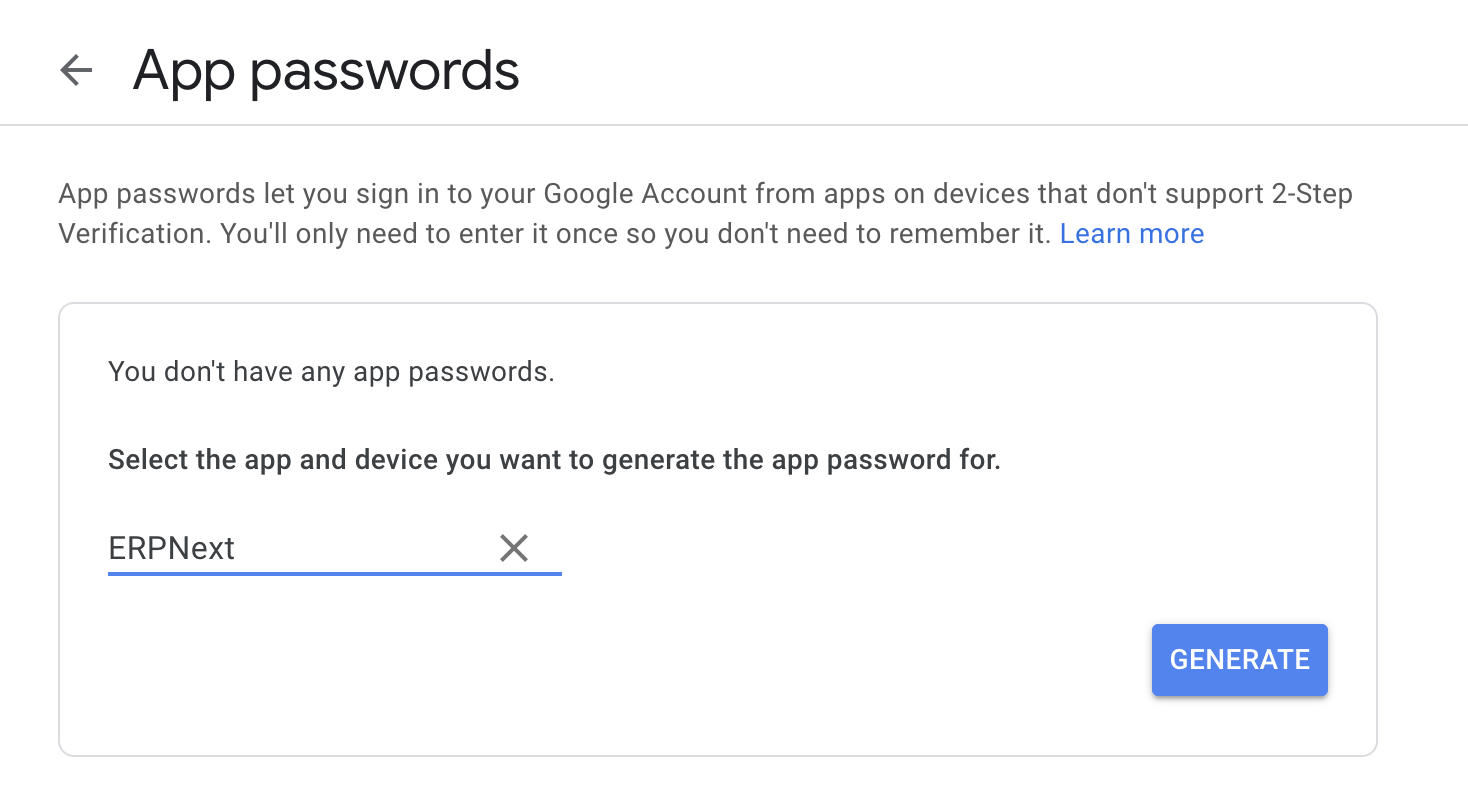 App passwords
App passwords let you sign in to your Google Account from apps on devices that don't support 2-Step
Verification. You'll only need to enter it once so you don't need to remember it. Learn more
You don't have any app passwords.
Select the app and device you want to generate the app password for.
ERPNext
GENERATE